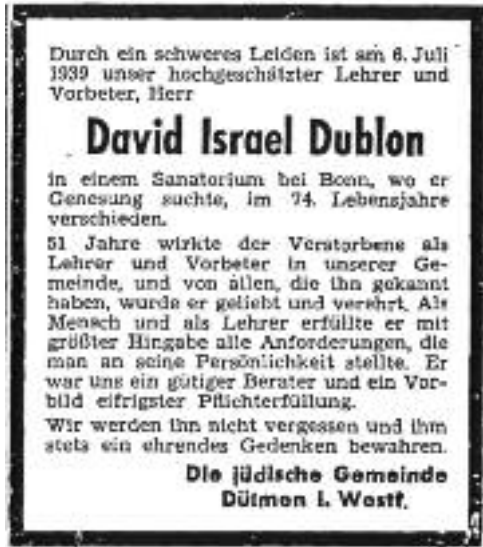 Durch ein schweres Leiden ist am 6. Juli
1939 unser hochgeschätzter Lehrer und
Vorbeter, Herr
David Israel Dublon
in einem Sanatorium bei Bonn, wo er
Genesung suchte, im 74. Lebensjahre
verschieden.
51 Jahre wirkte der Verstorbene als
Lehrer und Vorbeter in unserer Ge-
meinde, und von allen, die ihn gekannt
haben, wurde er geliebt und verehrt. Als
Mensch und als Lehrer erfüllte er mit
größter Hingabe alle Anforderungen, die
man an seine Persönlichkeit stellte. Er
war uns ein gütiger Berater und ein Vor-
bild eifrigster Pflichterfüllung.
Wir werden ihn nicht vergessen und ihm
stets ein ehrendes Gedenken bewahren.
Die jüdische Gemeinde
Dülmen i. Westf.